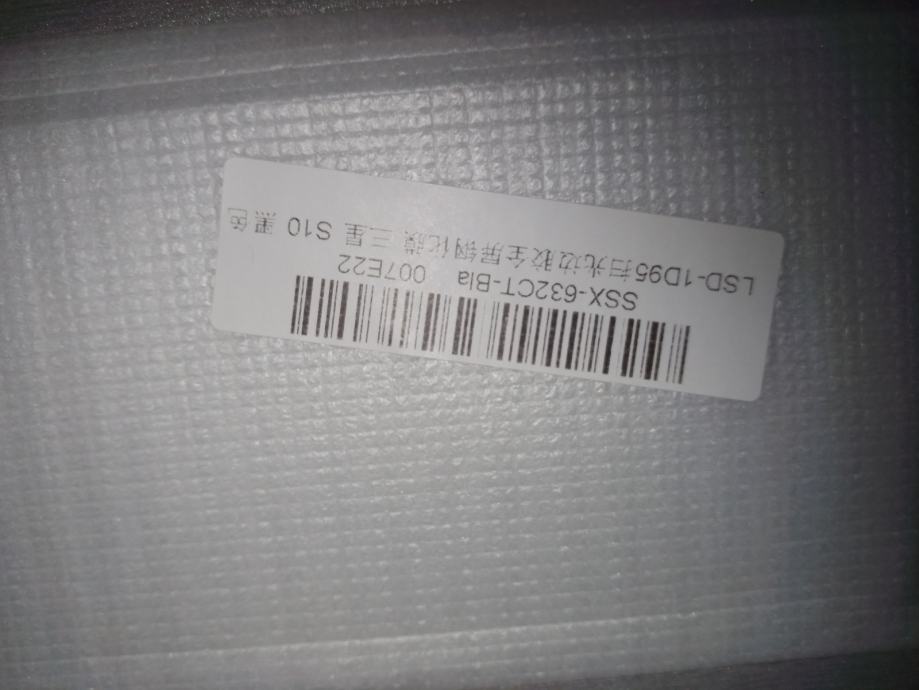 SSX-632CT-Bla 007E22
LSD-1D95扫光边胶全屏钢化膜 三星 S10 黑色